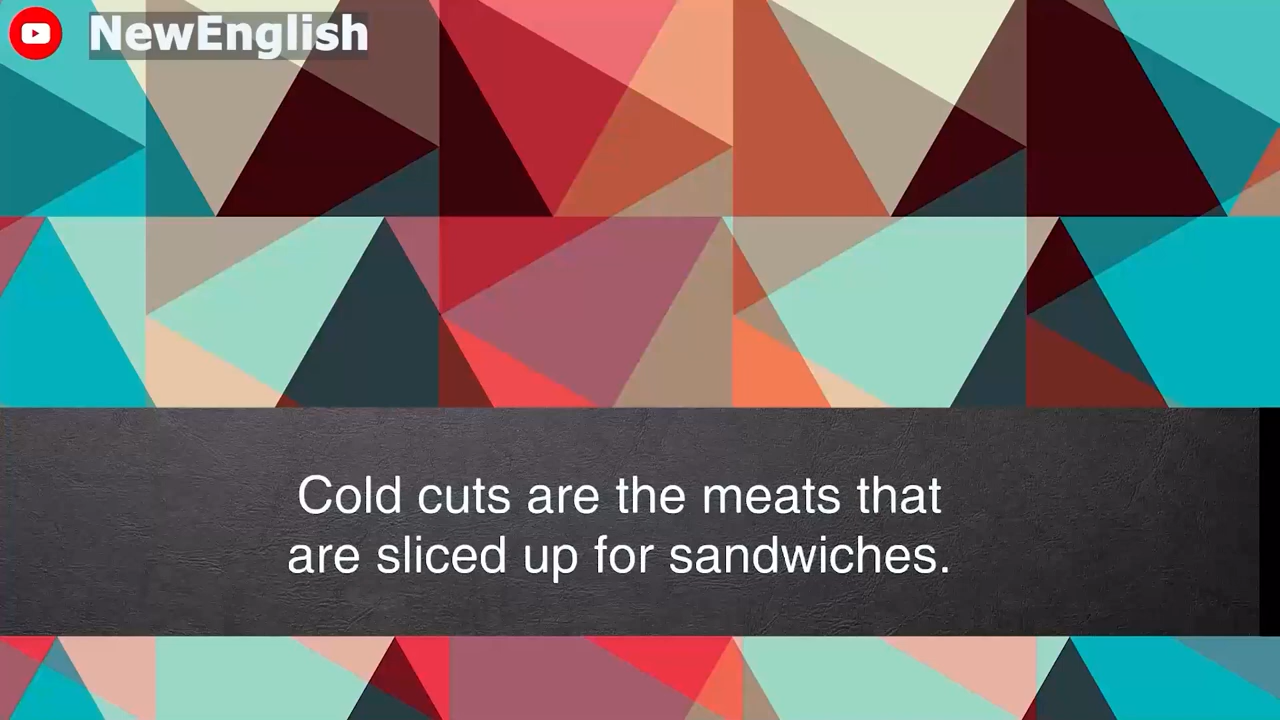 NewEnglish
Cold cuts are the meats that
are sliced up for sandwiches.